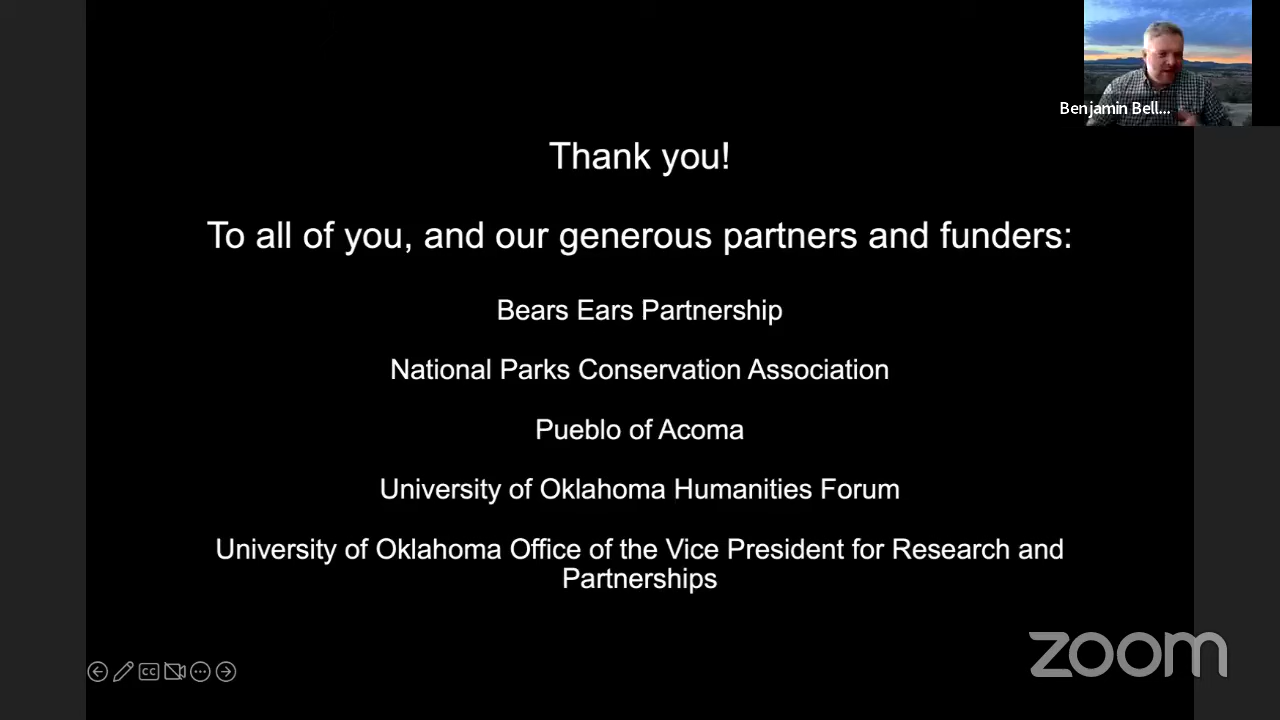 Benjamin Bell...
Thank you!
To all of you, and our generous partners and funders:
Bears Ears Partnership
National Parks Conservation Association
Pueblo of Acoma
University of Oklahoma Humanities Forum
University of Oklahoma Office of the Vice President for Research and
Partnerships
zoom
CC